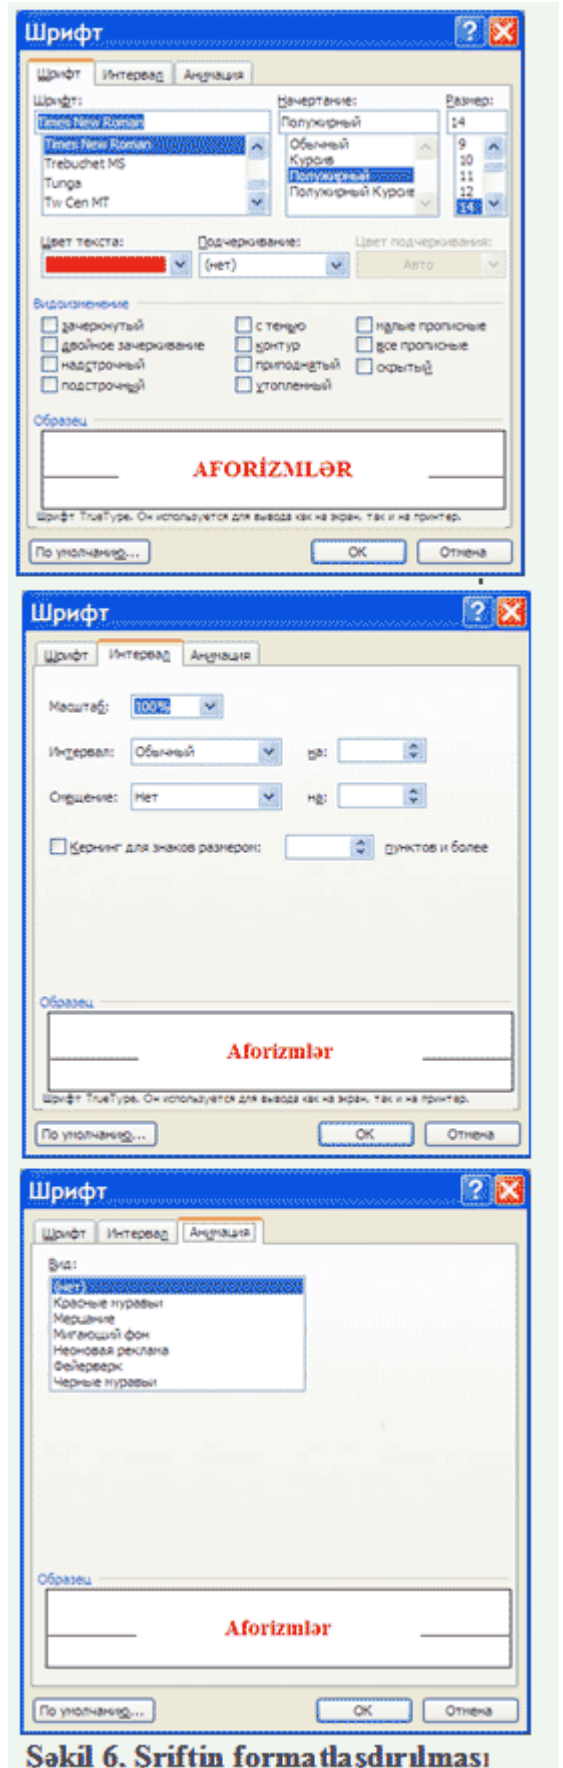 Шрифт
Шрифт Интервал Анимация
Шрифт: Начертание: Размер:
Times New Roman Полужирный 14
Times New Roman Обычный 9
Trebuchet MS Курсив 10
Tunga Полужирный 11
Tw Cen MT Полужирный Курсив 12
14
Цвет текста: Подчеркивание: Цвет подчеркивания:
(нет) Авто
Видоизменение
зачеркнутый с тенью малые прописные
двойное зачеркивание контур все прописные
надстрочный приподнятый скрытый
подстрочный утопленный
Образец
AFORİZMLƏR
Шрифт TrueType. Он используется для вывода как на экран, так и на принтер.
По умолчанию... ОК Отмена
Шрифт
Шрифт Интервал Анимация
Масштаб: 100%
Интервал: Обычный на:
Смещение: Нет на:
Кернинг для знаков размером: пунктов и более
Образец
Aforizmlər
Шрифт TrueType. Он используется для вывода как на экран, так и на принтер.
По умолчанию... ОК Отмена
Шрифт
Шрифт Интервал Анимация
Вид:
(нет)
Красные муравьи
Мерцание
Мигающий фон
Неоновая реклама
Фейерверк
Черные муравьи
Образец
Aforizmlər
По умолчанию... ОК Отмена
Şəkil 6. Şriftin formatlaşdırılması